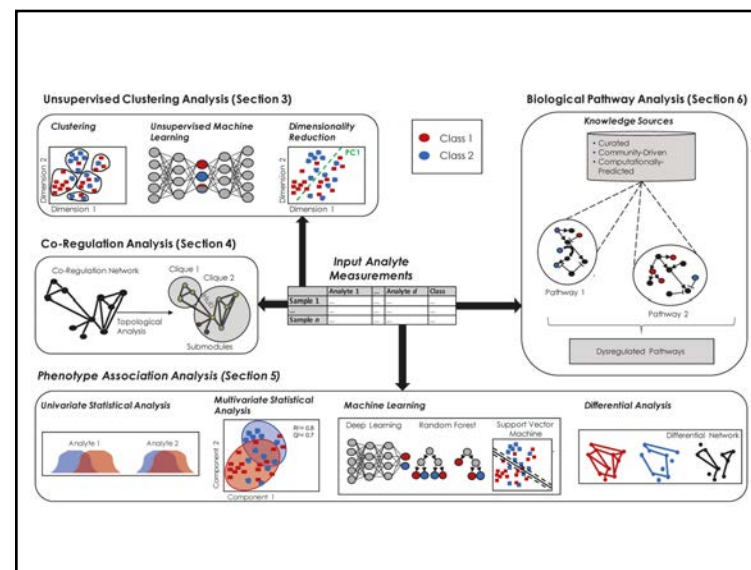 Unsupervised Clustering Analysis (Section 3)
Clustering
Unsupervised Machine
Learning
Dimensionality
Reduction
Dimension 2
Dimension 1
Dimension 2
PC1
Dimension 1
Class 1
Class 2
Biological Pathway Analysis (Section 6)
Knowledge Sources
• Curated
• Community-Driven
• Computationally-
Predicted
Pathway 1
Pathway 2
Dysregulated Pathways
Co-Regulation Analysis (Section 4)
Co-Regulation Network
Topological
Analysis
Clique 1
Clique 2
Submodules
Input Analyte
Measurements
Analyte 1 ... Analyte d Class
Sample 1 ... ... ... ...
... ... ... ... ...
Sample n ... ... ... ...
Phenotype Association Analysis (Section 5)
Univariate Statistical Analysis
Analyte 1
Analyte 2
Multivariate Statistical
Analysis
Component 2
Component 1
R²= 0.8
Q²= 0.7
Machine Learning
Deep Learning
Random Forest
Support Vector
Machine
Differential Analysis
Differential Network